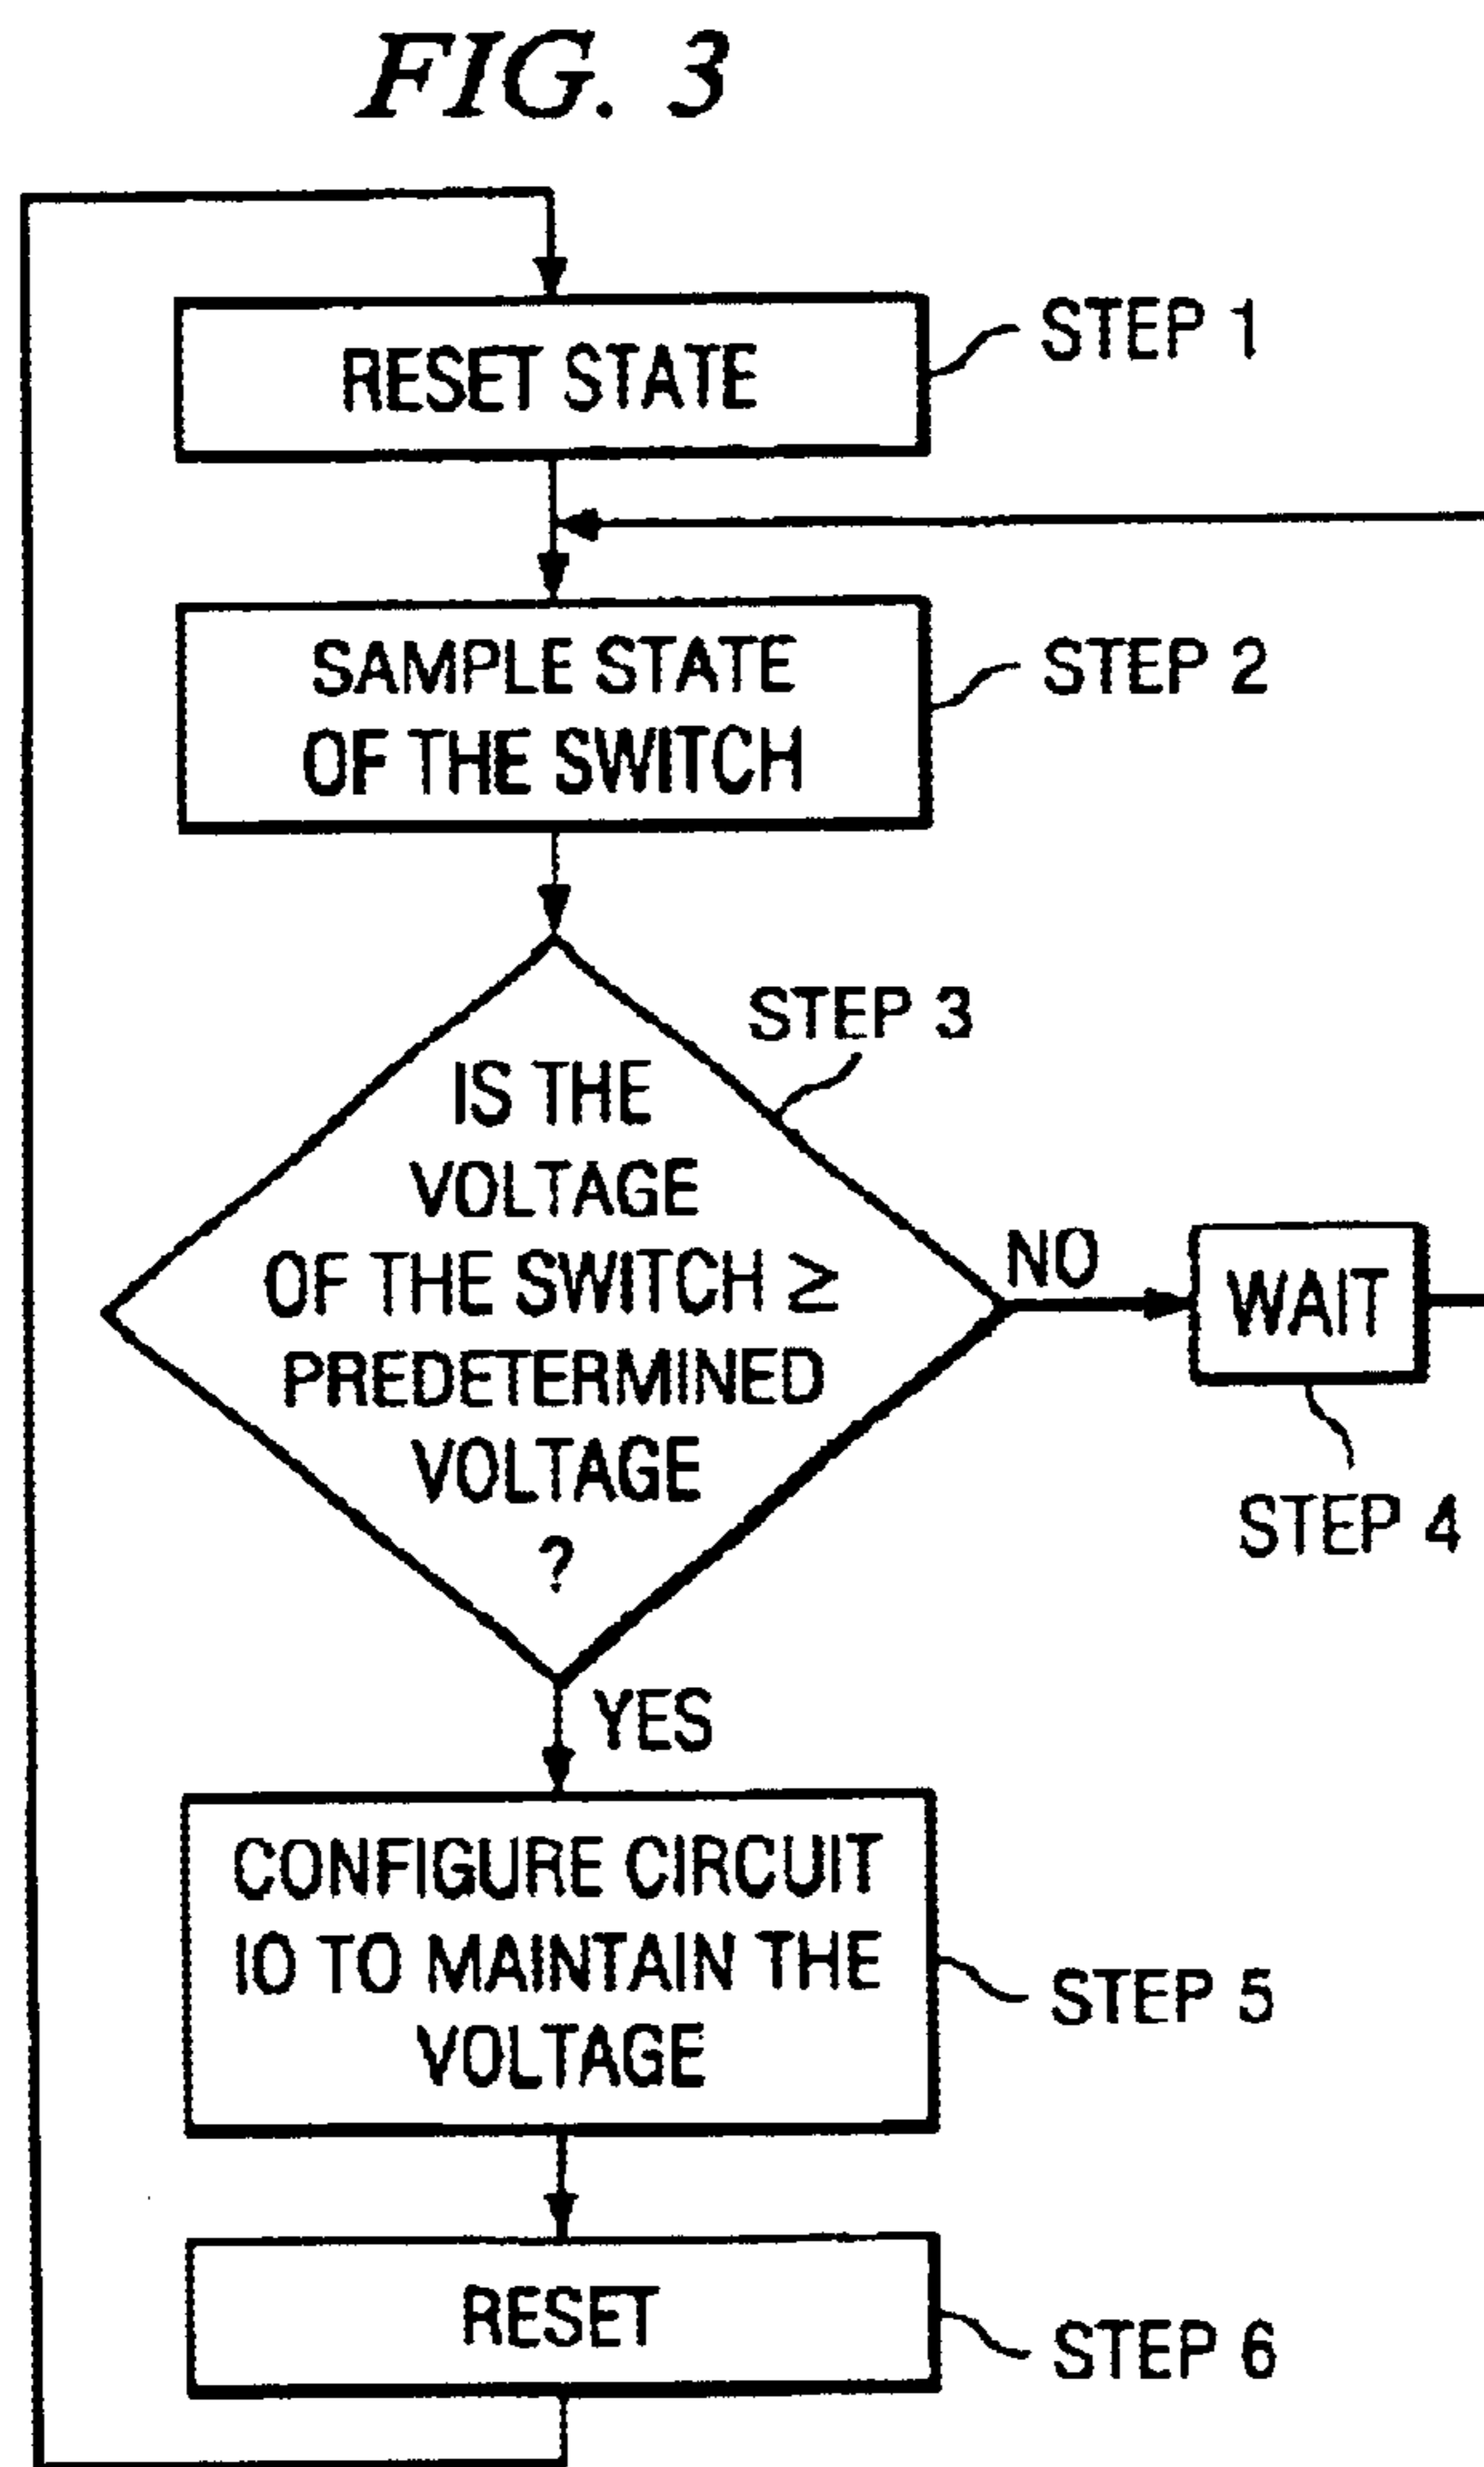 FIG. 3
RESET STATE
STEP 1
SAMPLE STATE
OF THE SWITCH
STEP 2
STEP 3
IS THE
VOLTAGE
OF THE SWITCH ≥
PREDETERMINED
VOLTAGE
?
NO
WAIT
STEP 4
YES
CONFIGURE CIRCUIT
IO TO MAINTAIN THE
VOLTAGE
STEP 5
RESET
STEP 6